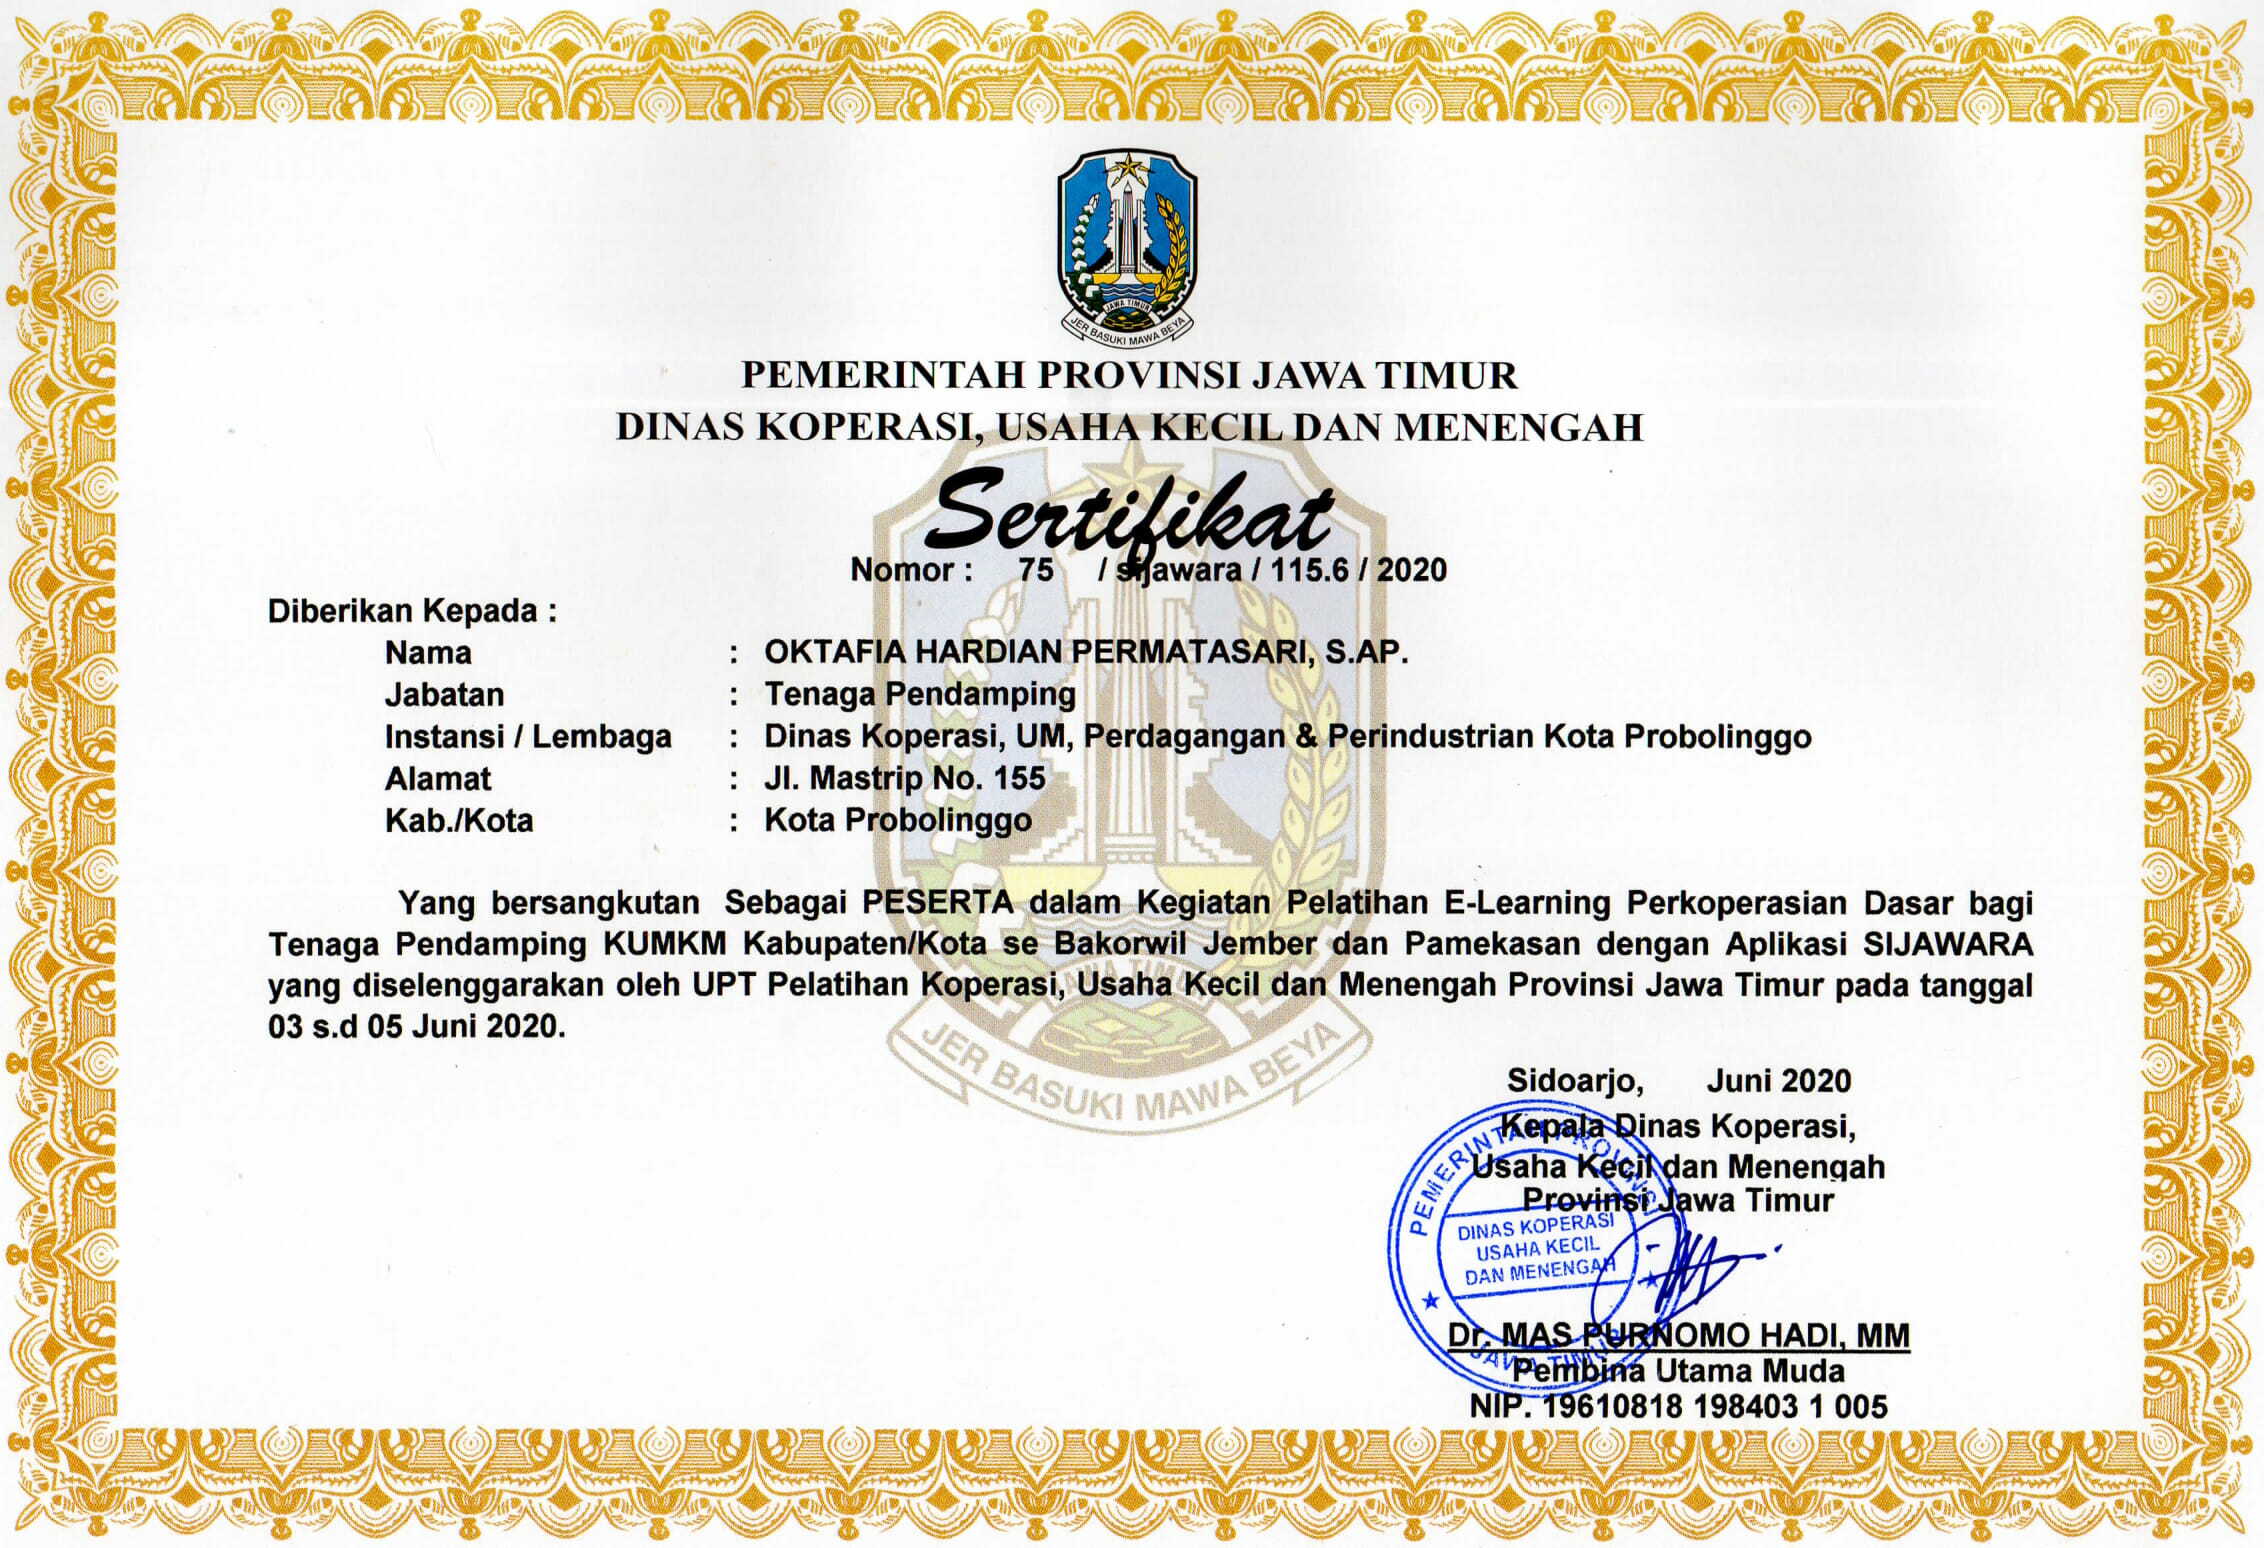 JAWA TIMUR
JER BASUKI MAWA BEYA
PEMERINTAH PROVINSI JAWA TIMUR
DINAS KOPERASI, USAHA KECIL DAN MENENGAH
Sertifikat
Nomor : 75 / sijawara / 115.6 / 2020
Diberikan Kepada :
Nama : OKTAFIA HARDIAN PERMATASARI, S.AP.
Jabatan : Tenaga Pendamping
Instansi / Lembaga : Dinas Koperasi, UM, Perdagangan & Perindustrian Kota Probolinggo
Alamat : Jl. Mastrip No. 155
Kab./Kota : Kota Probolinggo
Yang bersangkutan Sebagai PESERTA dalam Kegiatan Pelatihan E-Learning Perkoperasian Dasar bagi
Tenaga Pendamping KUMKM Kabupaten/Kota se Bakorwil Jember dan Pamekasan dengan Aplikasi SIJAWARA
yang diselenggarakan oleh UPT Pelatihan Koperasi, Usaha Kecil dan Menengah Provinsi Jawa Timur pada tanggal
03 s.d 05 Juni 2020.
JAWA TIMUR
JER BASUKI MAWA BEYA
Sidoarjo, Juni 2020
Kepala Dinas Koperasi,
Usaha Kecil dan Menengah
Provinsi Jawa Timur
PEMERINTAH PROVINSI
DINAS KOPERASI
USAHA KECIL
DAN MENENGAH
JAWA TIMUR
Dr. MAS PURNOMO HADI, MM
Pembina Utama Muda
NIP. 19610818 198403 1 005